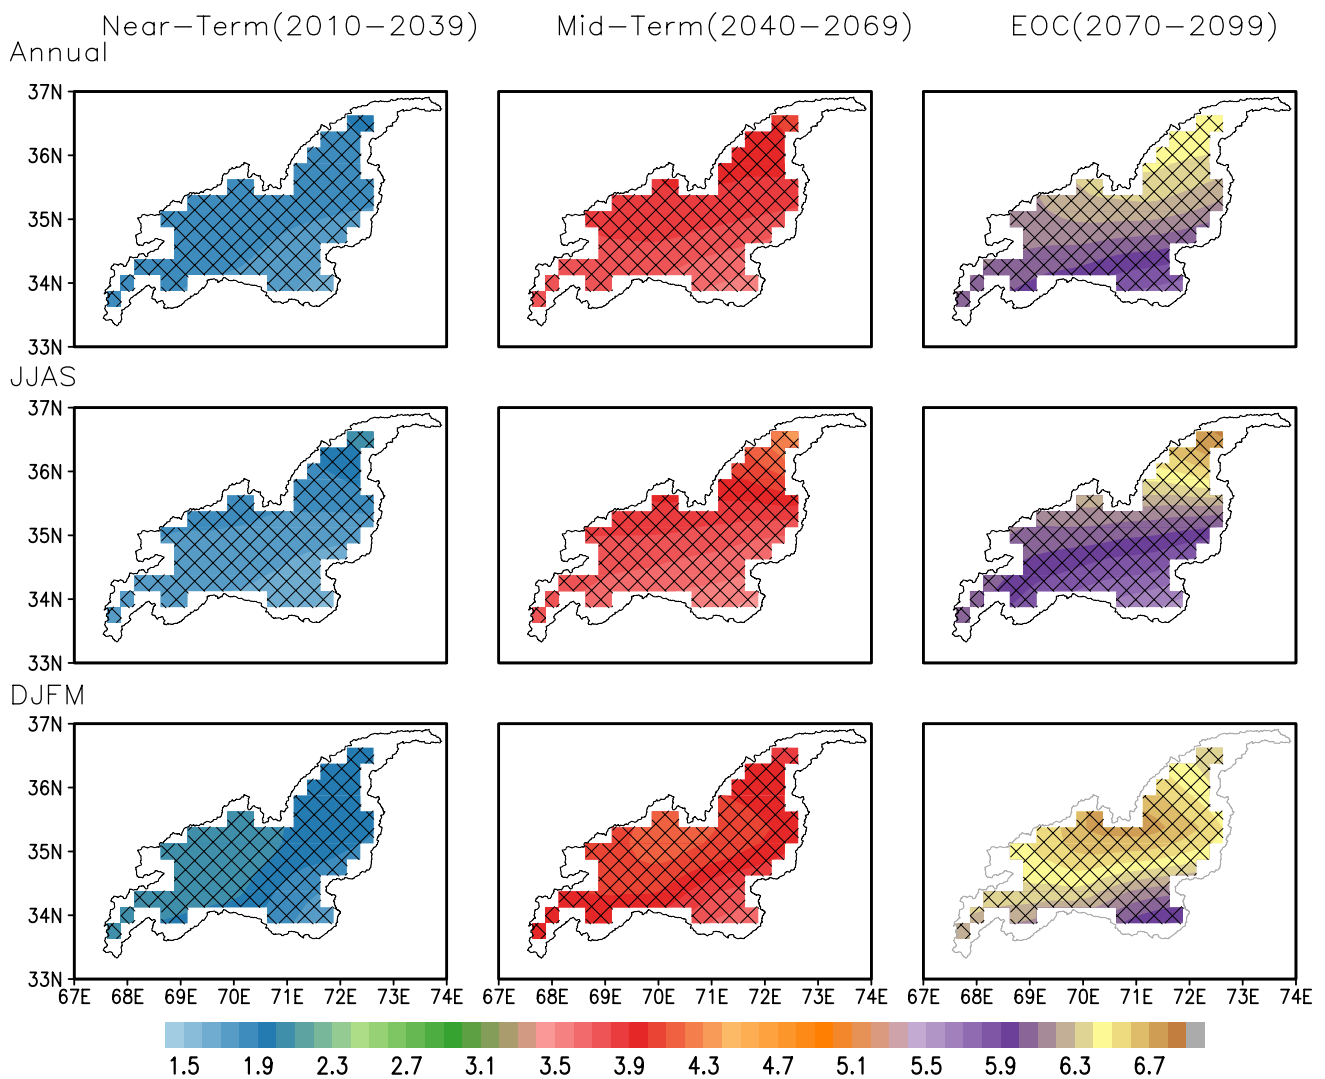 Near-Term(2010-2039) Mid-Term(2040-2069) EOC(2070-2099)
Annual
37N
36N
35N
34N
33N
JJAS
37N
36N
35N
34N
33N
DJFM
37N
36N
35N
34N
33N
67E 68E 69E 70E 71E 72E 73E 74E 67E 68E 69E 70E 71E 72E 73E 74E 67E 68E 69E 70E 71E 72E 73E 74E
1.5 1.9 2.3 2.7 3.1 3.5 3.9 4.3 4.7 5.1 5.5 5.9 6.3 6.7